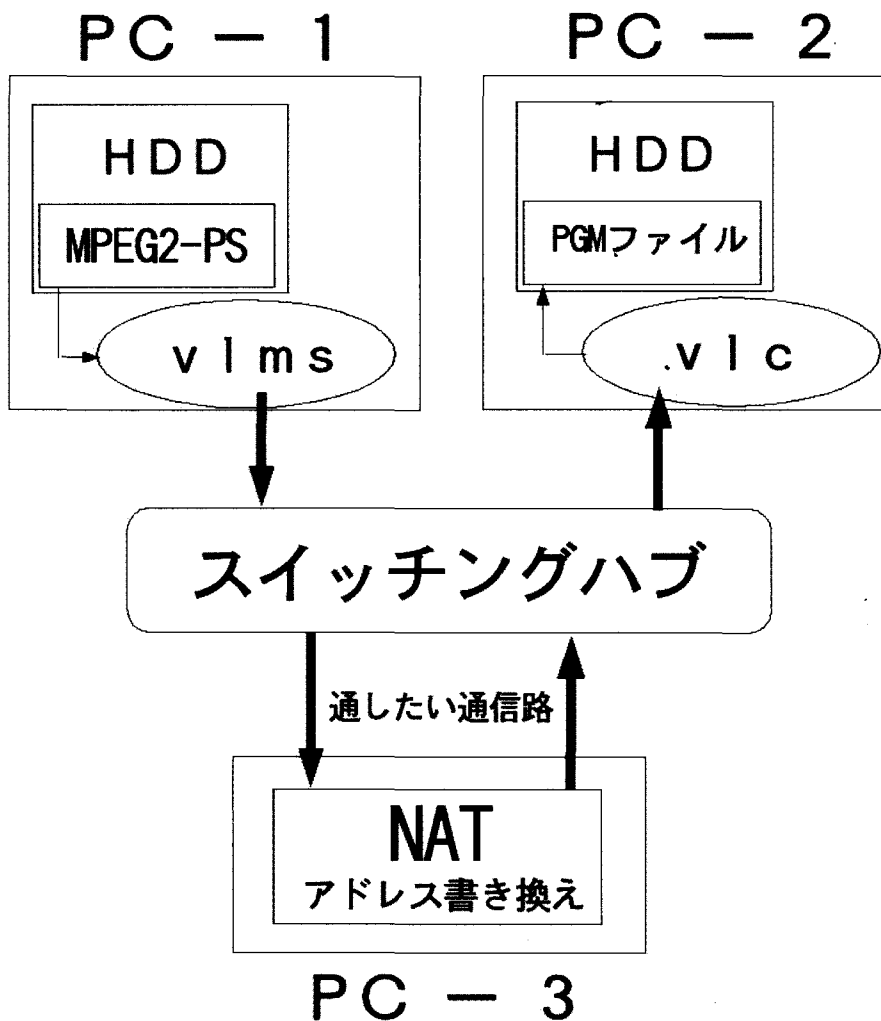 PC－1
PC－2
HDD
MPEG2-PS
vlms
HDD
PGMファイル
vlc
スイッチングハブ
通したい通信路
NAT
アドレス書き換え
PC－3